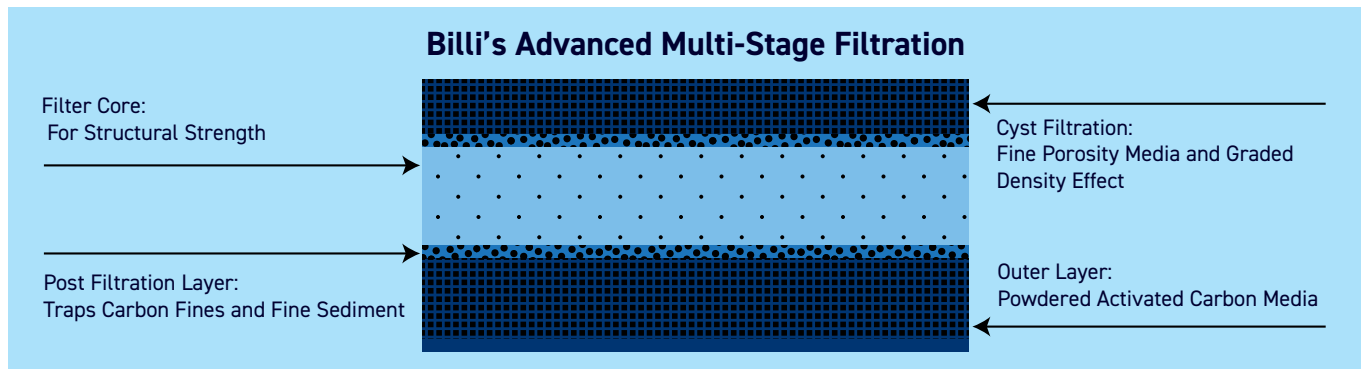 Billi's Advanced Multi-Stage Filtration
Filter Core:
For Structural Strength
Post Filtration Layer:
Traps Carbon Fines and Fine Sediment
Cyst Filtration:
Fine Porosity Media and Graded
Density Effect
Outer Layer:
Powdered Activated Carbon Media